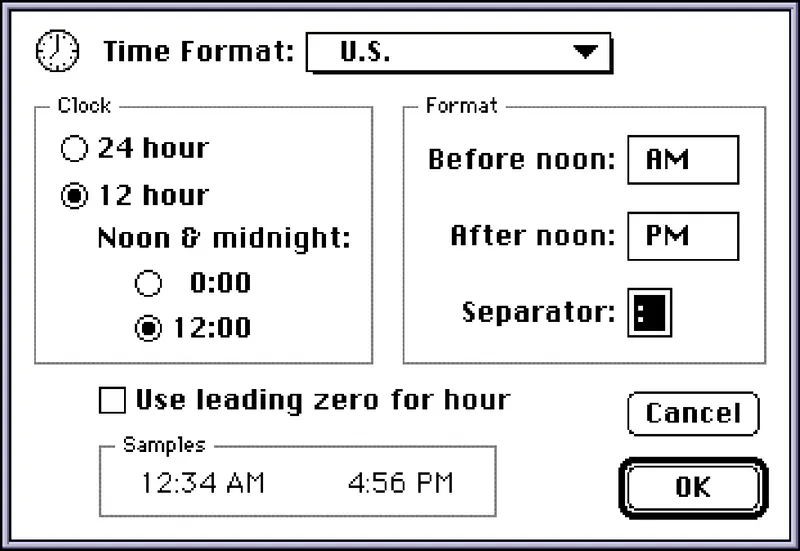 Time Format: U.S.
Clock
24 hour
12 hour
Noon & midnight:
0:00
12:00
Format
Before noon: AM
After noon: PM
Separator: :
Use leading zero for hour
Samples
12:34 AM 4:56 PM
Cancel
OK